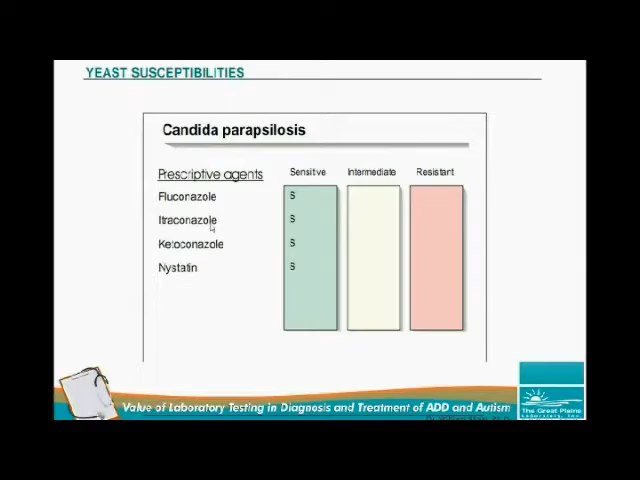 YEAST SUSCEPTIBILITIES
Candida parapsilosis
Prescriptive agents Sensitive Intermediate Resistant
Fluconazole S
Itraconazole S
Ketoconazole S
Nystatin S
Value of Laboratory Testing in Diagnosis and Treatment of ADD and Autism
The Great Plains
Laboratory, Inc.